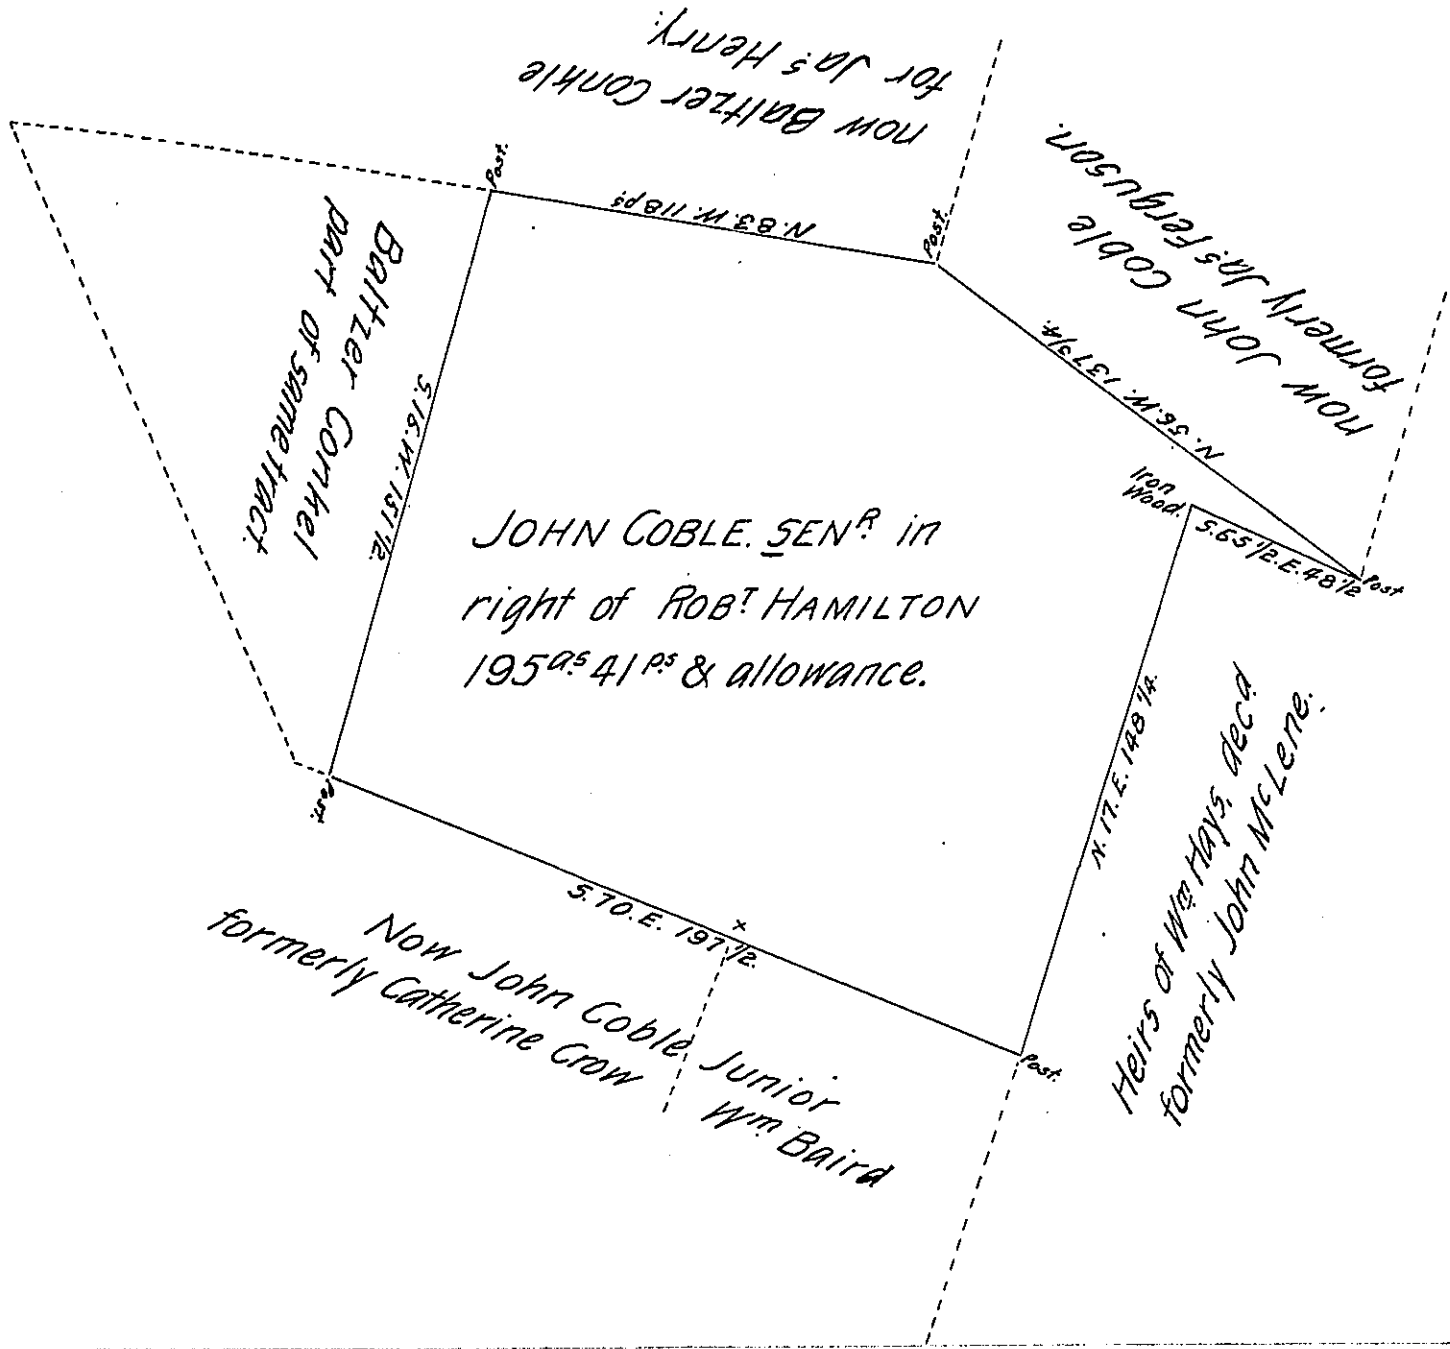 now Baltzer Conkle
for Jaˢ Henry.
now John Coble
formerly Jaˢ Ferguson.
Post.
N. 83. W. 118 pˢ
Post.
N. 56. W. 137 3/4.
Baltzer Conkel
part of same tract
S. 16. W. 151 1/2.
Iron
Wood.
S. 65 1/2. E. 48 1/2
Post
JOHN COBLE. SENᴿ in
right of ROBᵀ HAMILTON
195ᵃˢ 41ᵖˢ & allowance.
N. 17. E. 148 1/4.
Heirs of Wᵐ Hays, decᵈ
formerly John McLene.
Post.
S. 70. E. 197 1/2.
x
Now John Coble Junior
formerly Catherine Crow
Wᵐ Baird
Post.